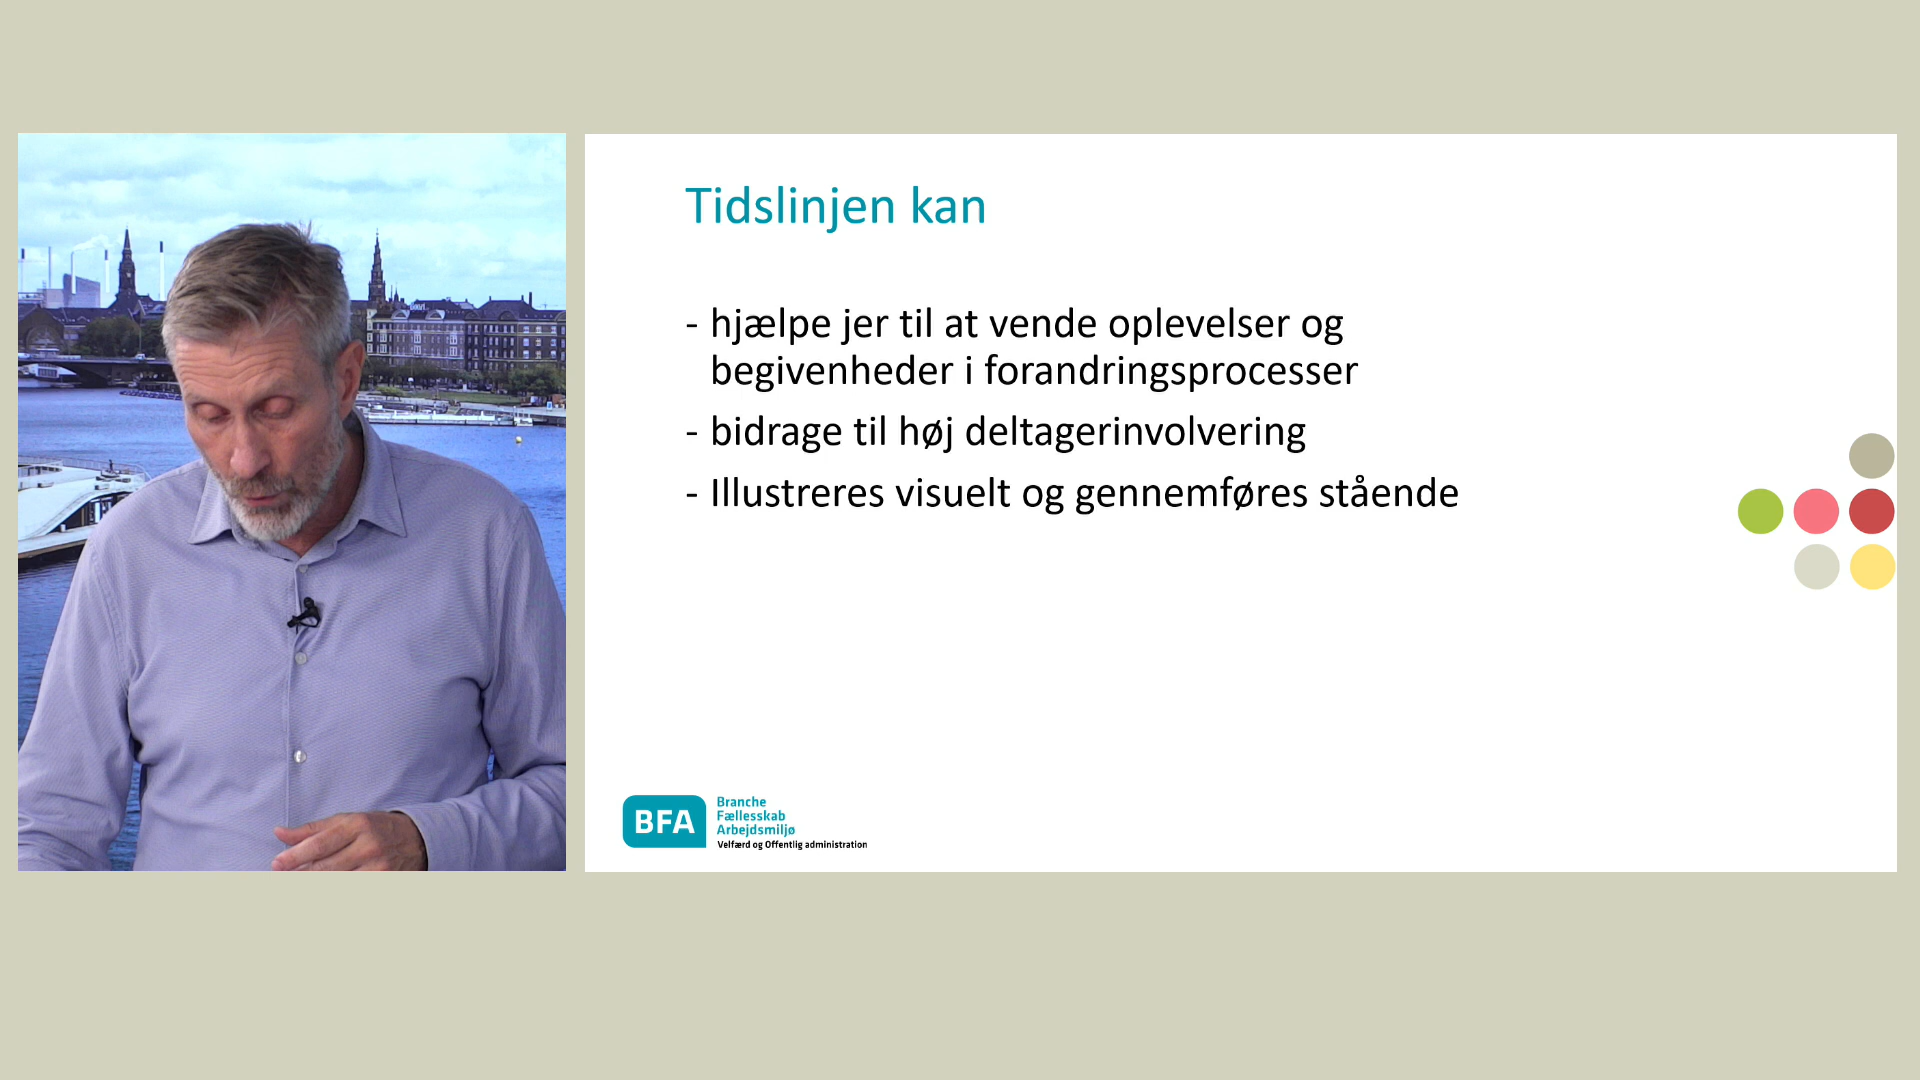 Tidslinjen kan
- hjælpe jer til at vende oplevelser og
begivenheder i forandringsprocesser
- bidrage til høj deltagerinvolvering
- Illustreres visuelt og gennemføres stående
BFA
Branche
Fællesskab
Arbejdsmiljø
Velfærd og Offentlig administration